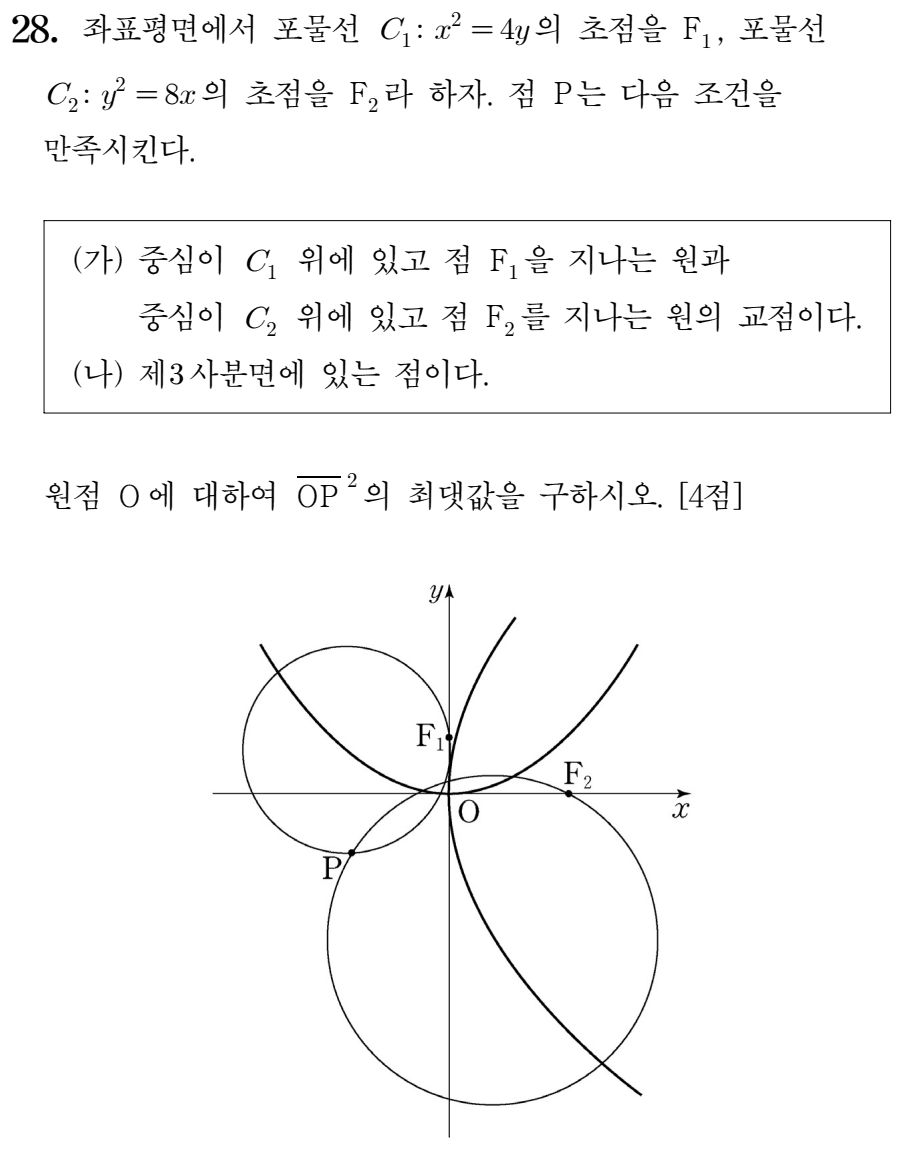 28. 좌표평면에서 포물선 C₁: x² = 4y의 초점을 F₁, 포물선
C₂: y² = 8x의 초점을 F₂라 하자. 점 P는 다음 조건을
만족시킨다.
(가) 중심이 C₁ 위에 있고 점 F₁을 지나는 원과
중심이 C₂ 위에 있고 점 F₂를 지나는 원의 교점이다.
(나) 제3사분면에 있는 점이다.
원점 O에 대하여 \overline{OP}²의 최댓값을 구하시오. [4점]
y
F₁
F₂
O
x
P